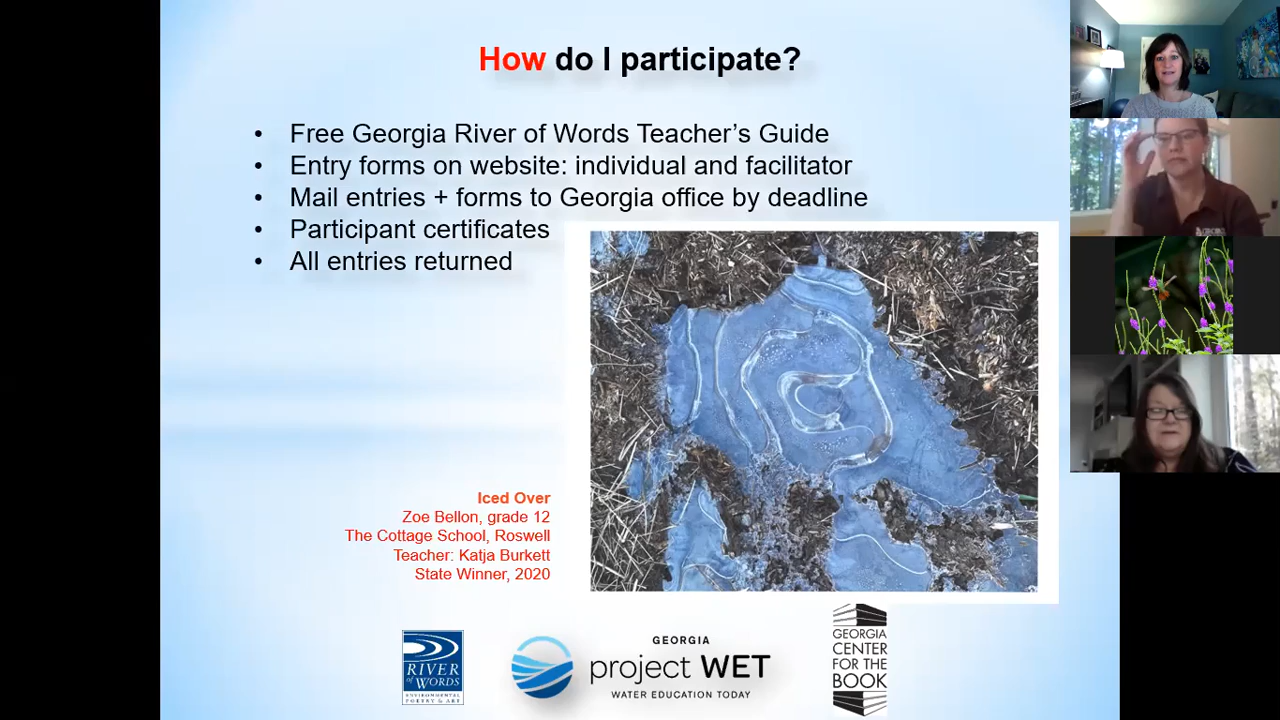 How do I participate?
• Free Georgia River of Words Teacher’s Guide
• Entry forms on website: individual and facilitator
• Mail entries + forms to Georgia office by deadline
• Participant certificates
• All entries returned
Iced Over
Zoe Bellon, grade 12
The Cottage School, Roswell
Teacher: Katja Burkett
State Winner, 2020
RIVER
of WORDS
ENVIRONMENTAL
POETRY & ART
GEORGIA
project WET
WATER EDUCATION TODAY
GEORGIA
CENTER
FOR THE
BOOK